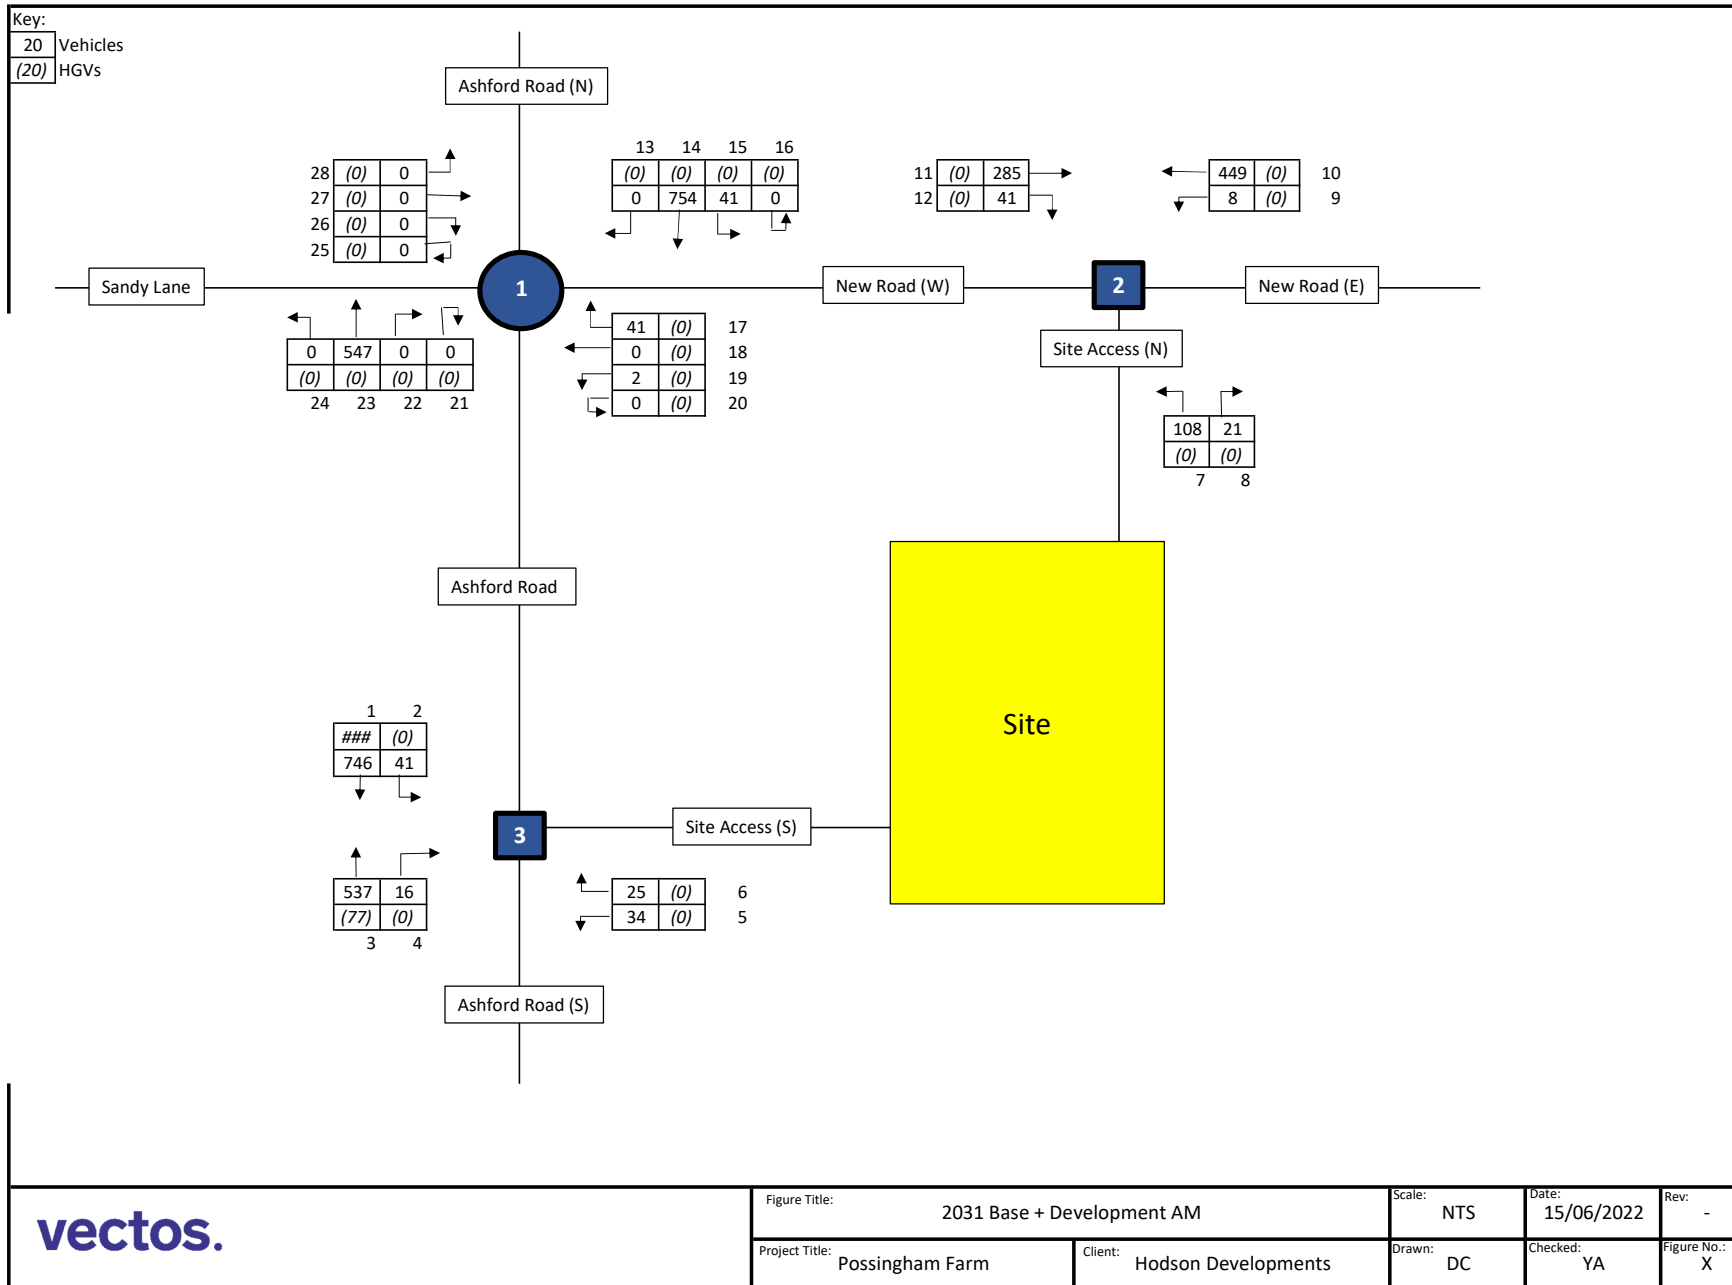 Key:
20 Vehicles
(20) HGVs
Ashford Road (N)
13 14 15 16
(0) (0) (0) (0)
0 754 41 0
28 (0) 0
27 (0) 0
26 (0) 0
25 (0) 0
11 (0) 285
12 (0) 41
449 (0) 10
8 (0) 9
Sandy Lane
1
New Road (W)
2
New Road (E)
0 547 0 0
(0) (0) (0) (0)
24 23 22 21
41 (0) 17
0 (0) 18
2 (0) 19
0 (0) 20
Site Access (N)
108 21
(0) (0)
7 8
Ashford Road
Site
1 2
### (0)
746 41
3
Site Access (S)
537 16
(77) (0)
3 4
25 (0) 6
34 (0) 5
Ashford Road (S)
vectos.
Figure Title:
2031 Base + Development AM
Scale:
NTS
Date:
15/06/2022
Rev:
-
Project Title:
Possingham Farm
Client:
Hodson Developments
Drawn:
DC
Checked:
YA
Figure No.:
X